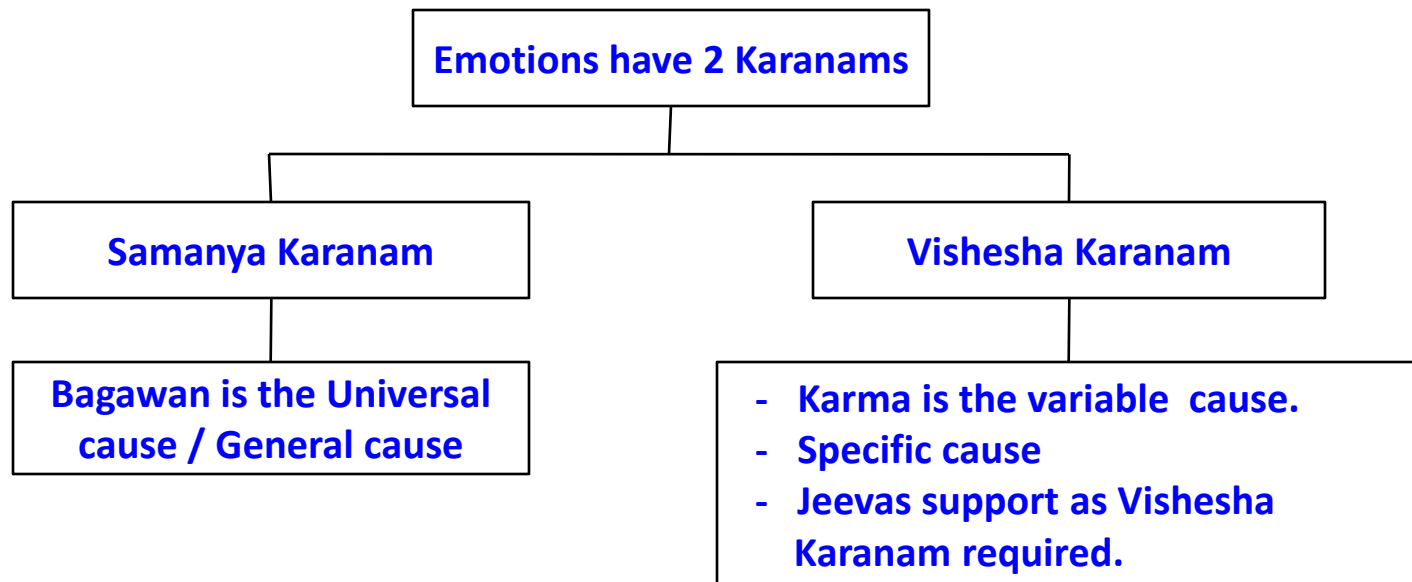 Emotions have 2 Karanams
Samanya Karanam
Vishesha Karanam
Bagawan is the Universal
cause / General cause
- Karma is the variable cause.
- Specific cause
- Jeevas support as Vishesha
Karanam required.